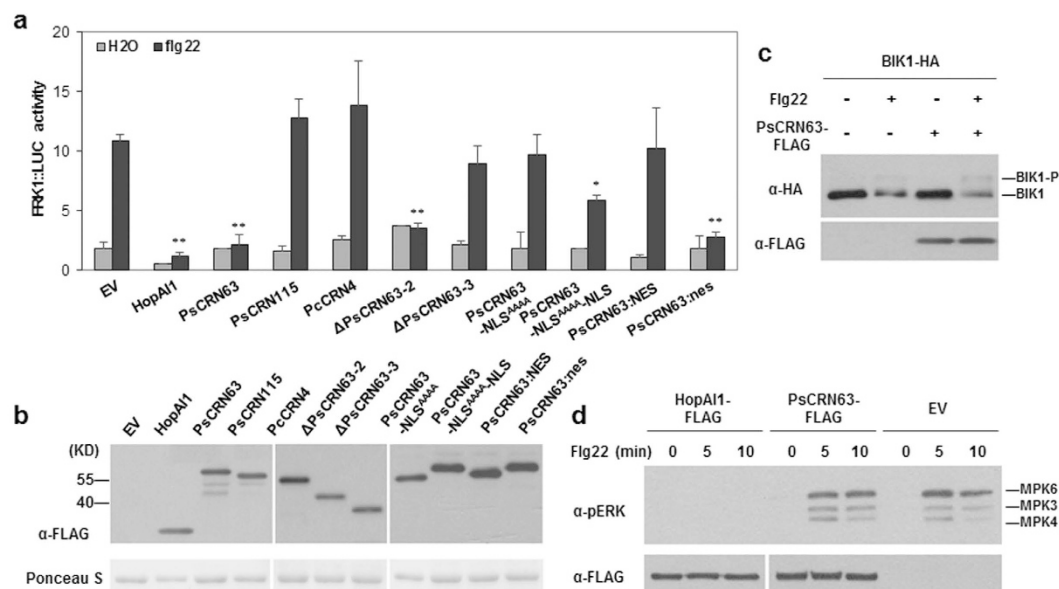 a
H2O flg22
FRK1::LUC activity
20
15
10
5
0
** ** ** * **
EV
HopAI1
PsCRN63
PsCRN115
PcCRN4
ΔPsCRN63-2
ΔPsCRN63-3
PsCRN63
-NLSᴬᴬᴬᴬ
PsCRN63
-NLSᴬᴬᴬᴬ-NLS
PsCRN63:NES
PsCRN63:nes
b
EV
HopAI1
PsCRN63
PsCRN115
PcCRN4
ΔPsCRN63-2
ΔPsCRN63-3
PsCRN63
-NLSᴬᴬᴬᴬ
PsCRN63
-NLSᴬᴬᴬᴬ-NLS
PsCRN63:NES
PsCRN63:nes
(KD)
55
40
α-FLAG
Ponceau S
c
BIK1-HA
Flg22 - + - +
PsCRN63-
FLAG - - + +
α-HA
BIK1-P
BIK1
α-FLAG
d
HopAI1-
FLAG
PsCRN63-
FLAG
EV
Flg22 (min) 0 5 10 0 5 10 0 5 10
α-pERK
MPK6
MPK3
MPK4
α-FLAG